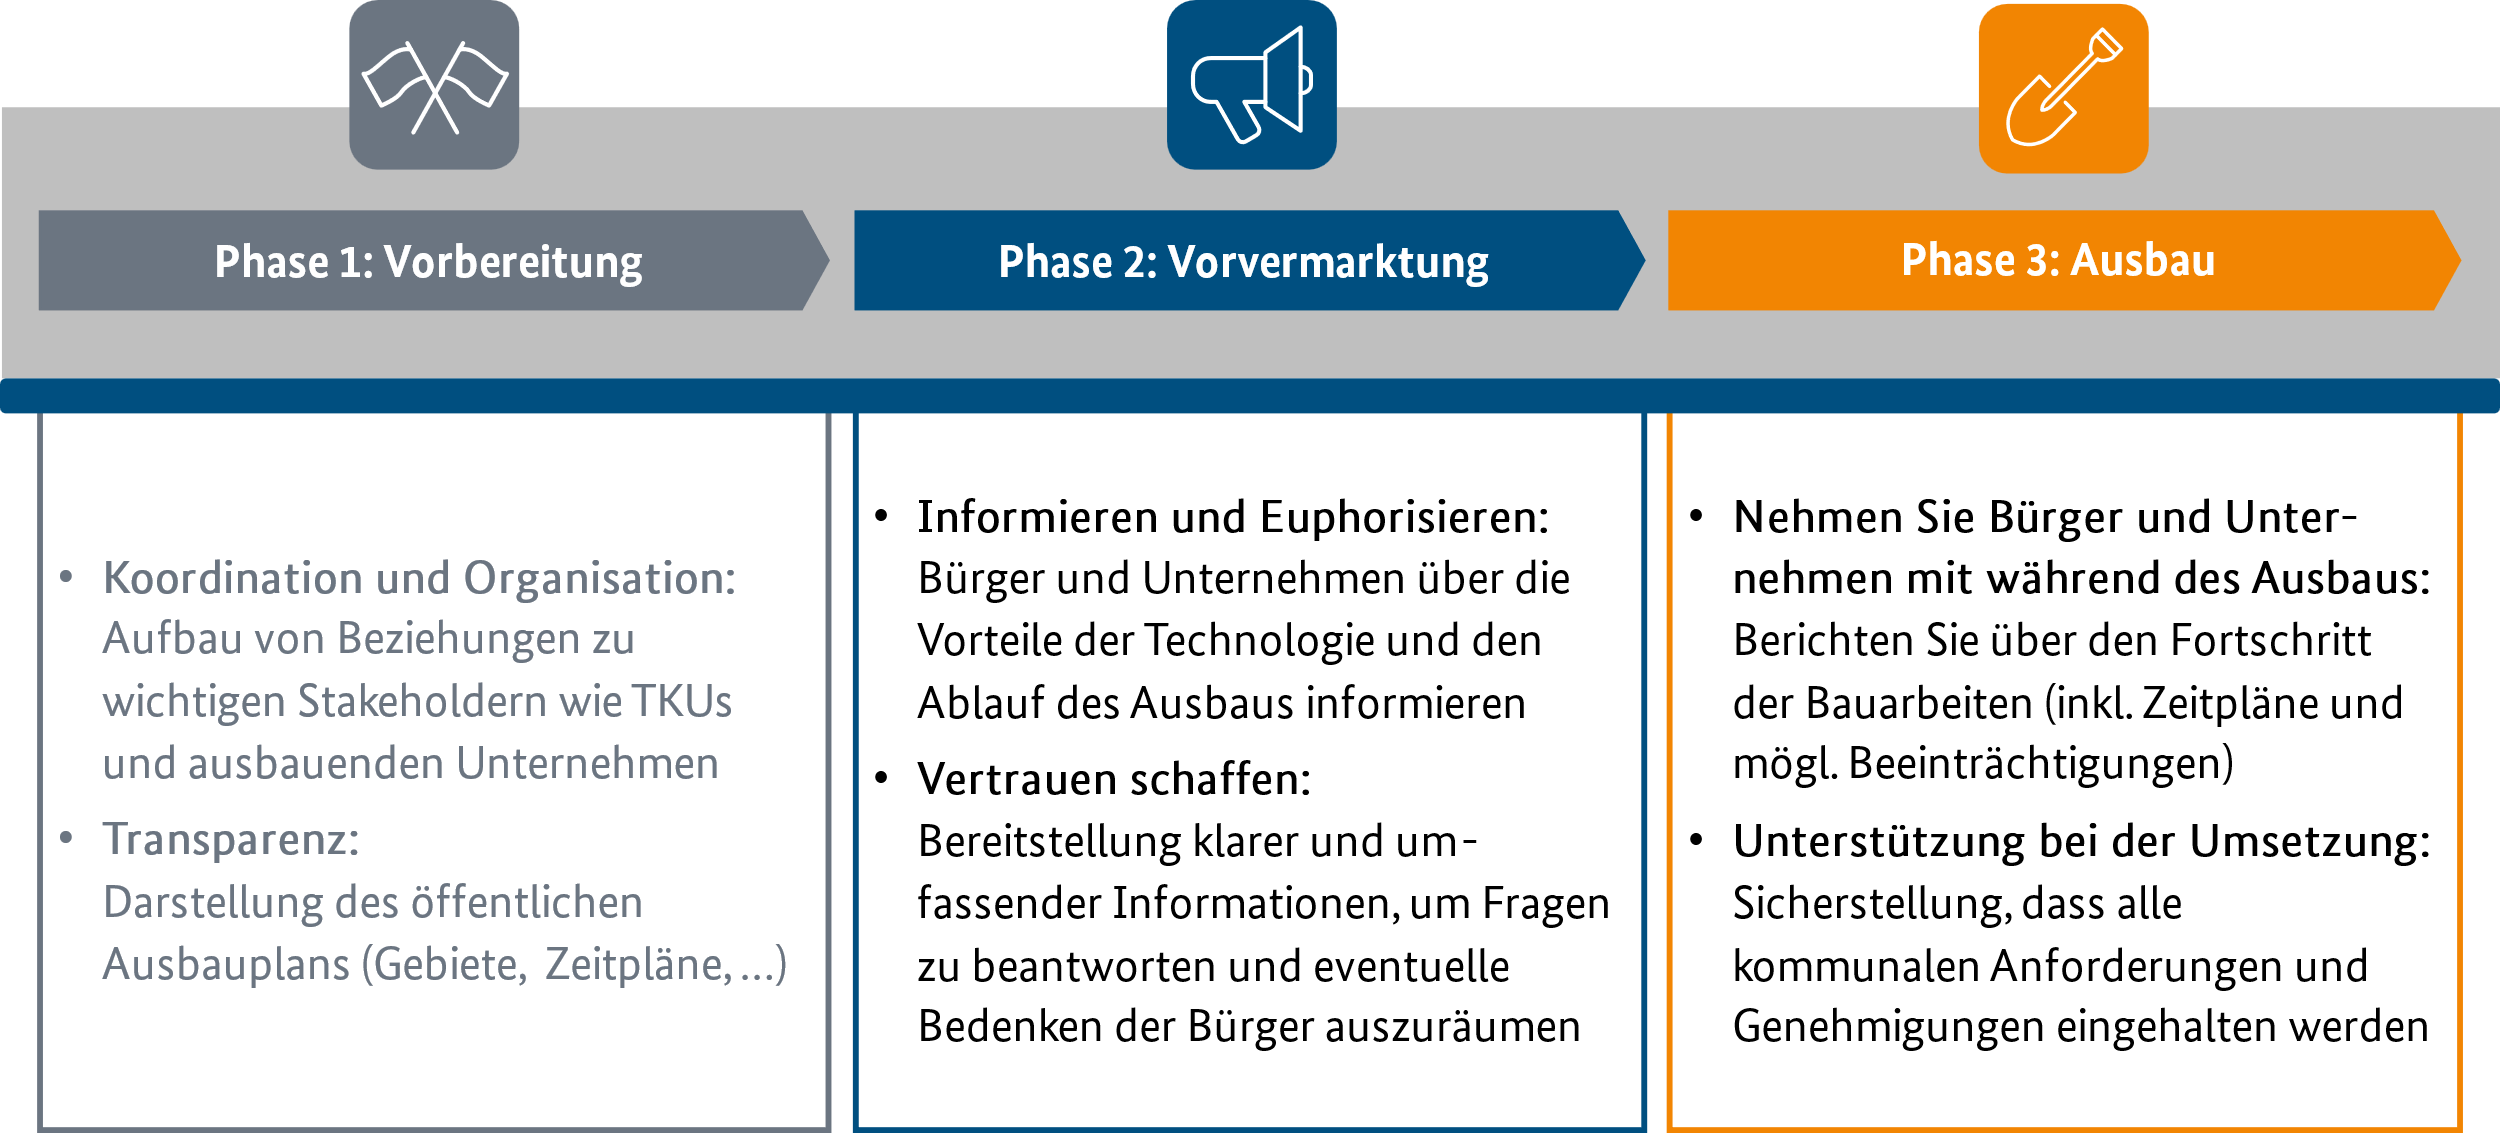 Phase 1: Vorbereitung
Phase 2: Vorvermarktung
Phase 3: Ausbau
• Koordination und Organisation:
Aufbau von Beziehungen zu
wichtigen Stakeholdern wie TKUs
und ausbauenden Unternehmen
• Transparenz:
Darstellung des öffentlichen
Ausbauplans (Gebiete, Zeitpläne, ...)
• Informieren und Euphorisieren:
Bürger und Unternehmen über die
Vorteile der Technologie und den
Ablauf des Ausbaus informieren
• Vertrauen schaffen:
Bereitstellung klarer und um-
fassender Informationen, um Fragen
zu beantworten und eventuelle
Bedenken der Bürger auszuräumen
• Nehmen Sie Bürger und Unter-
nehmen mit während des Ausbaus:
Berichten Sie über den Fortschritt
der Bauarbeiten (inkl. Zeitpläne und
mögl. Beeinträchtigungen)
• Unterstützung bei der Umsetzung:
Sicherstellung, dass alle
kommunalen Anforderungen und
Genehmigungen eingehalten werden